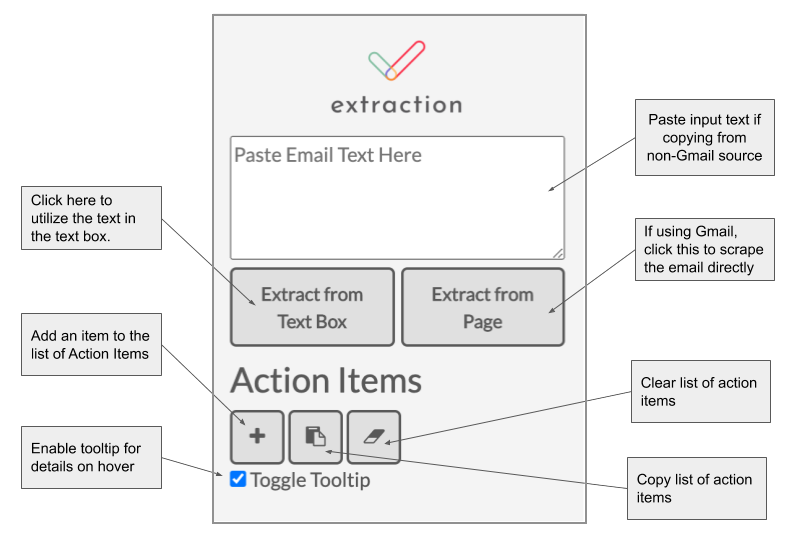 extraction
Paste Email Text Here
Paste input text if
copying from
non-Gmail source
Click here to
utilize the text in
the text box.
If using Gmail,
click this to scrape
the email directly
Extract from
Text Box
Extract from
Page
Add an item to the
list of Action Items
Action Items
Clear list of action
items
Enable tooltip for
details on hover
Toggle Tooltip
Copy list of action
items